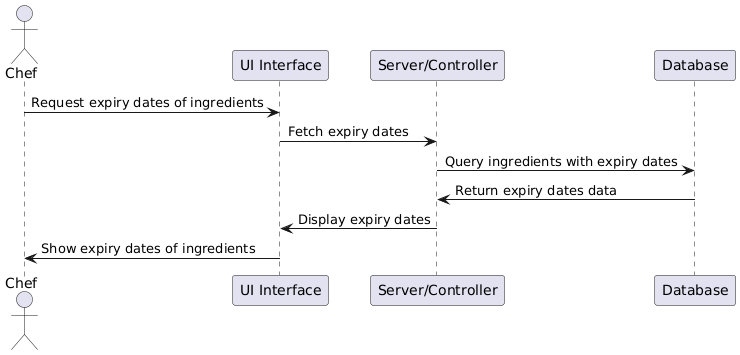 Chef
UI Interface
Server/Controller
Database
Request expiry dates of ingredients
Fetch expiry dates
Query ingredients with expiry dates
Return expiry dates data
Display expiry dates
Show expiry dates of ingredients
Chef
UI Interface
Server/Controller
Database